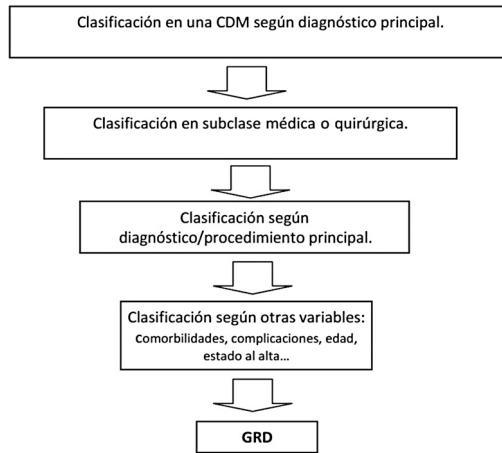 Clasificación en una CDM según diagnóstico principal.
Clasificación en subclase médica o quirúrgica.
Clasificación según
diagnóstico/procedimiento principal.
Clasificación según otras variables:
comorbilidades, complicaciones, edad,
estado al alta…
GRD